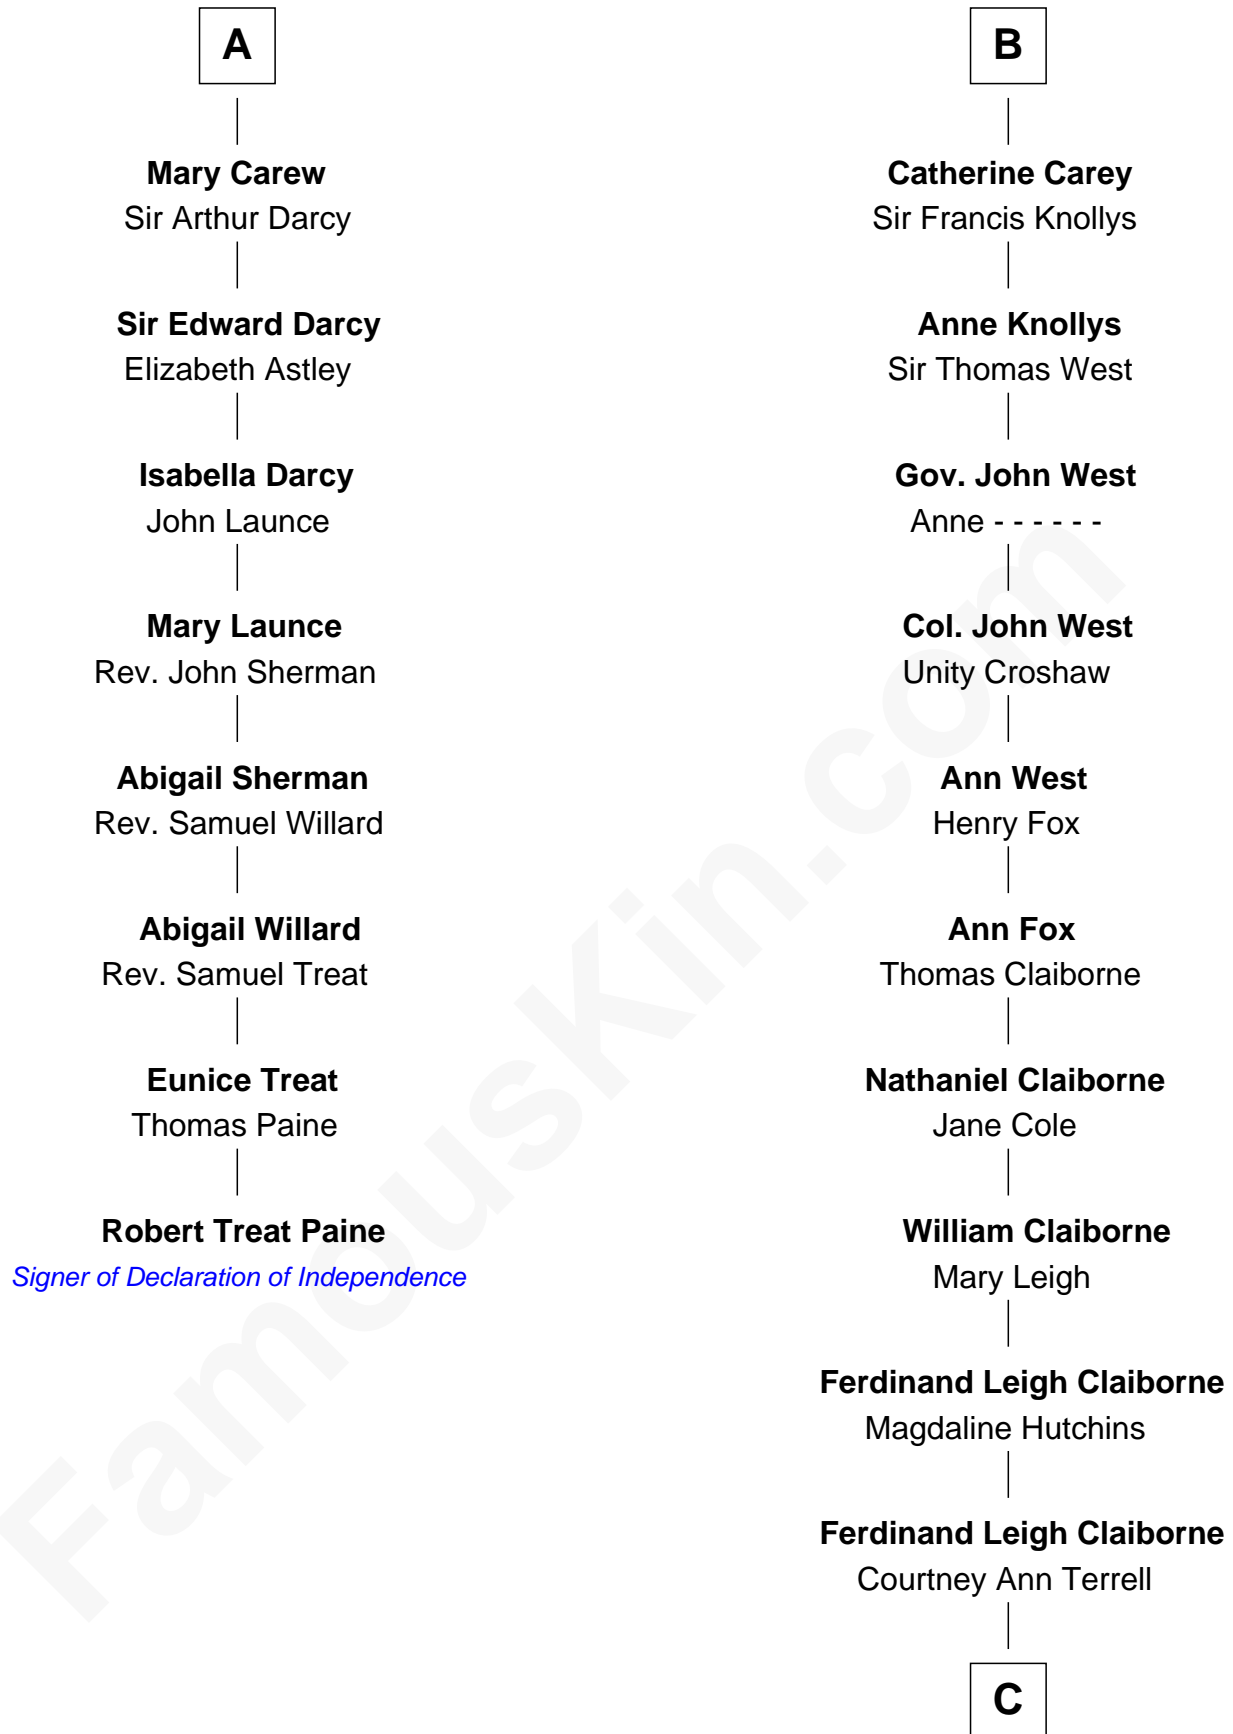 A
Mary Carew
Sir Arthur Darcy
Sir Edward Darcy
Elizabeth Astley
Isabella Darcy
John Launce
Mary Launce
Rev. John Sherman
Abigail Sherman
Rev. Samuel Willard
Abigail Willard
Rev. Samuel Treat
Eunice Treat
Thomas Paine
Robert Treat Paine
Signer of Declaration of Independence
B
Catherine Carey
Sir Francis Knollys
Anne Knollys
Sir Thomas West
Gov. John West
Anne - - - - - -
Col. John West
Unity Croshaw
Ann West
Henry Fox
Ann Fox
Thomas Claiborne
Nathaniel Claiborne
Jane Cole
William Claiborne
Mary Leigh
Ferdinand Leigh Claiborne
Magdaline Hutchins
Ferdinand Leigh Claiborne
Courtney Ann Terrell
C
FamousKin.com